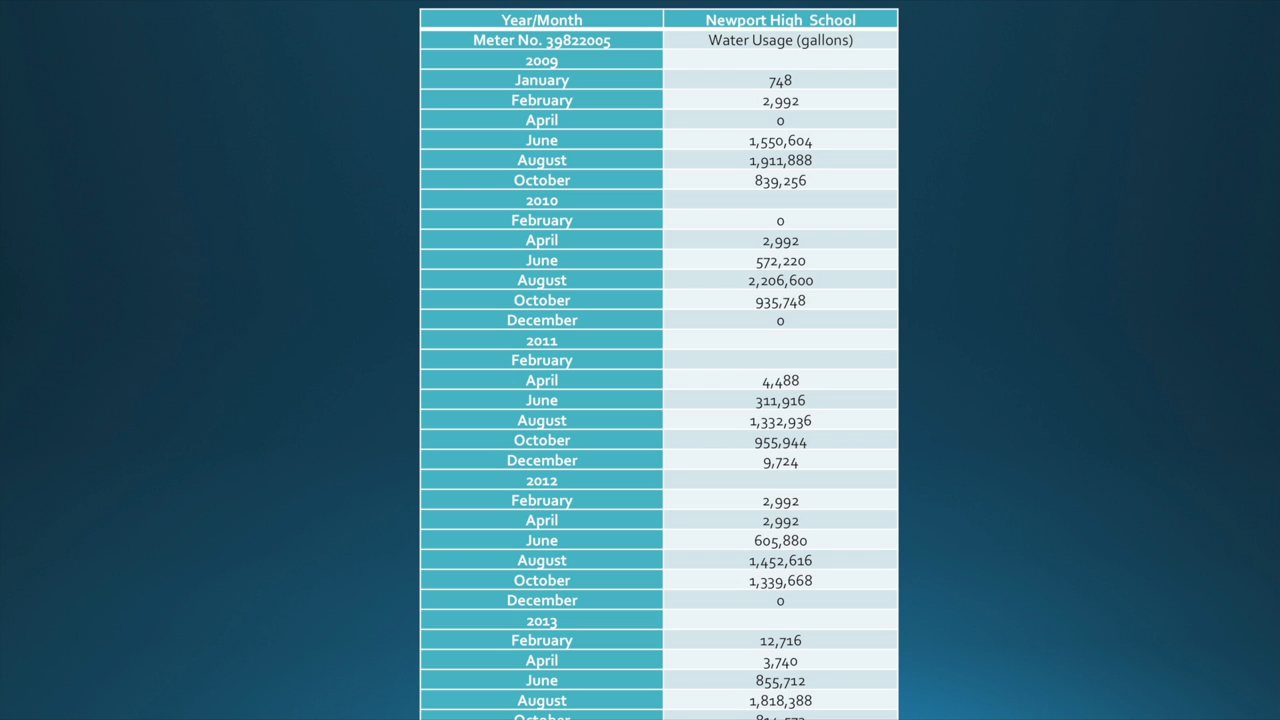 Year/Month Newport High School
Meter No. 39822005 Water Usage (gallons)
2009
January 748
February 2,992
April 0
June 1,550,604
August 1,911,888
October 839,256
2010
February 0
April 2,992
June 572,220
August 2,206,600
October 935,748
December 0
2011
February
April 4,488
June 311,916
August 1,332,936
October 955,944
December 9,724
2012
February 2,992
April 2,992
June 605,880
August 1,452,616
October 1,339,668
December 0
2013
February 12,716
April 3,740
June 855,712
August 1,818,388
October